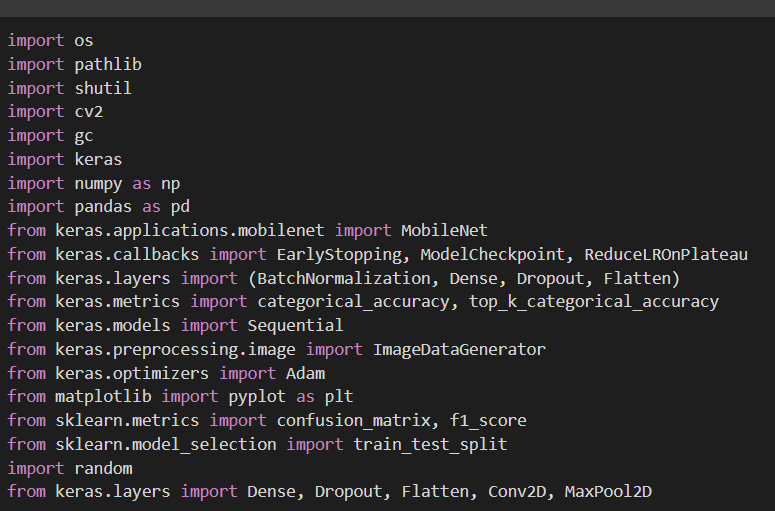 import os
import pathlib
import shutil
import cv2
import gc
import keras
import numpy as np
import pandas as pd
from keras.applications.mobilenet import MobileNet
from keras.callbacks import EarlyStopping, ModelCheckpoint, ReduceLROnPlateau
from keras.layers import (BatchNormalization, Dense, Dropout, Flatten)
from keras.metrics import categorical_accuracy, top_k_categorical_accuracy
from keras.models import Sequential
from keras.preprocessing.image import ImageDataGenerator
from keras.optimizers import Adam
from matplotlib import pyplot as plt
from sklearn.metrics import confusion_matrix, f1_score
from sklearn.model_selection import train_test_split
import random
from keras.layers import Dense, Dropout, Flatten, Conv2D, MaxPool2D